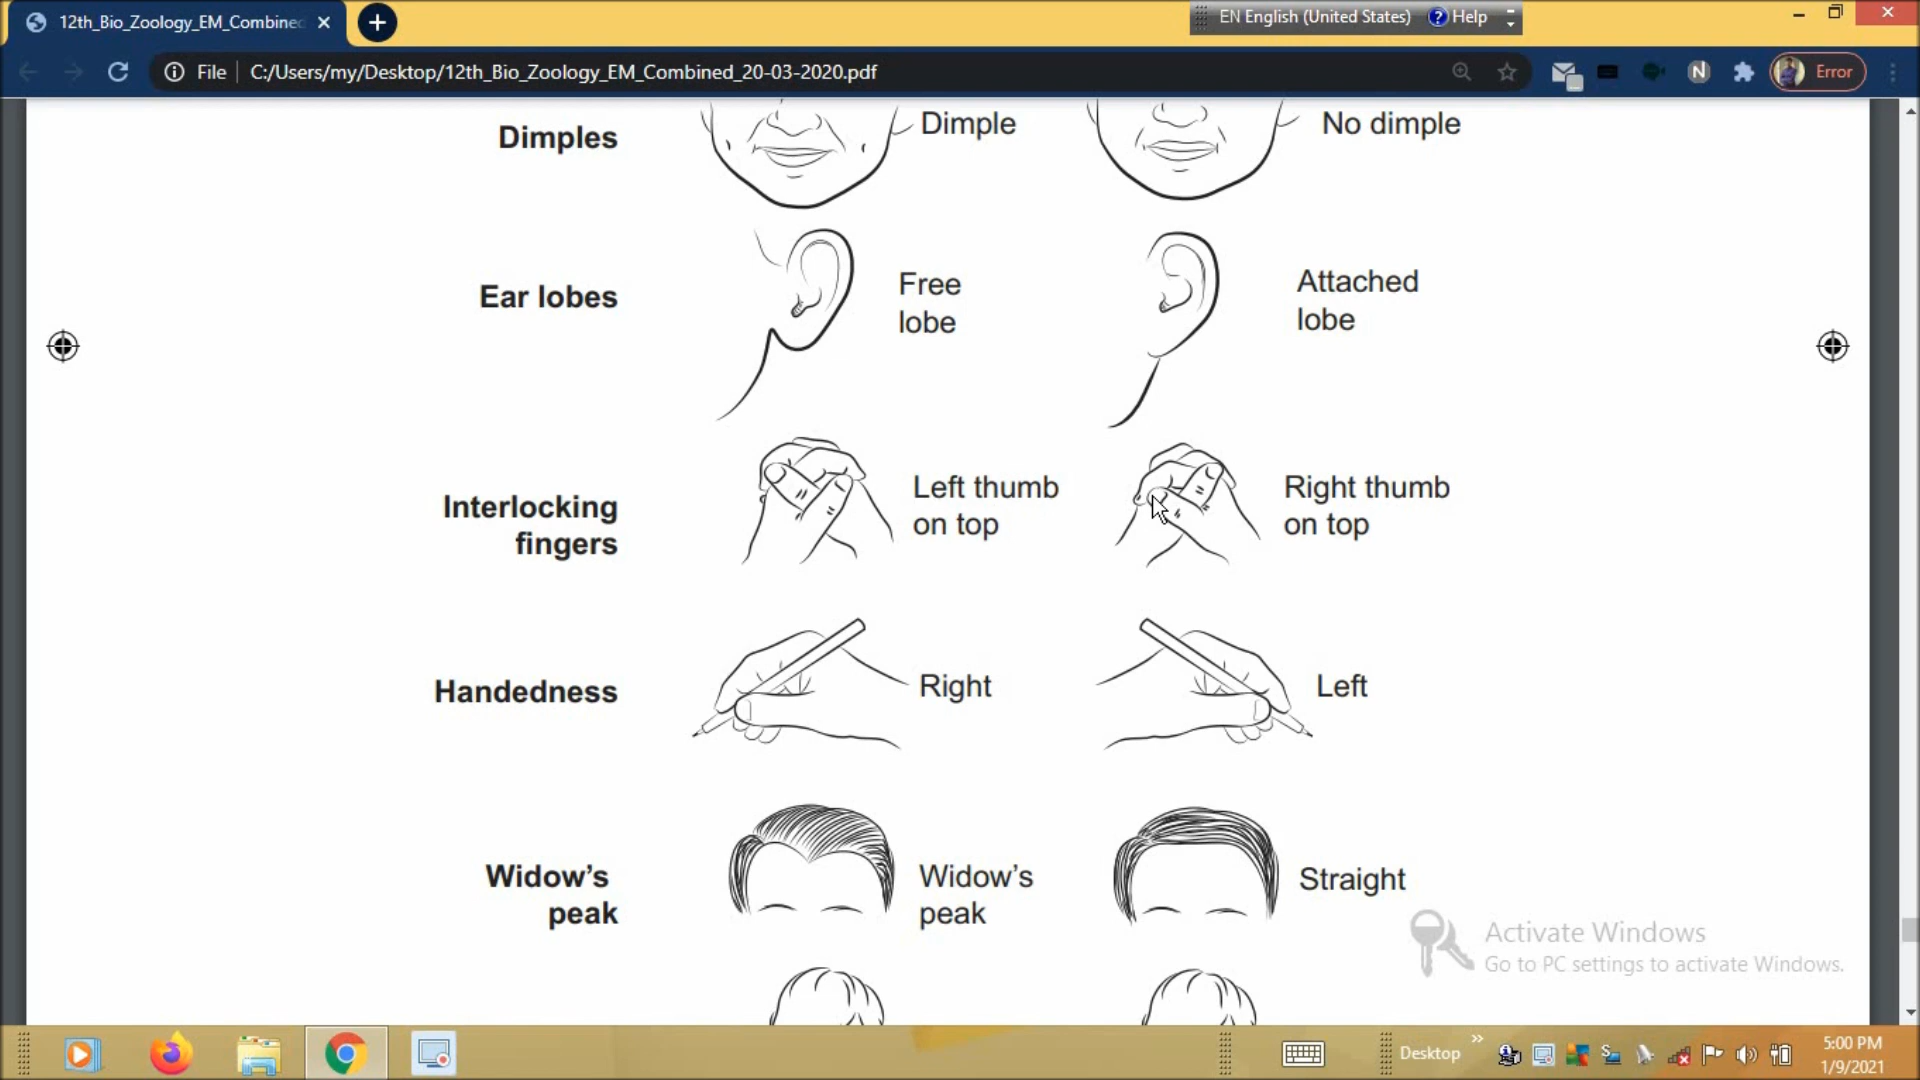 12th_Bio_Zoology_EM_Combine
EN English (United States) Help
File C:/Users/my/Desktop/12th_Bio_Zoology_EM_Combined_20-03-2020.pdf
N
Error
Dimples
Dimple
No dimple
Ear lobes
Free
lobe
Attached
lobe
Interlocking
fingers
Left thumb
on top
Right thumb
on top
Handedness
Right
Left
Widow's
peak
Widow's
peak
Straight
Activate Windows
Go to PC settings to activate Windows.
Desktop
5:00 PM
1/9/2021